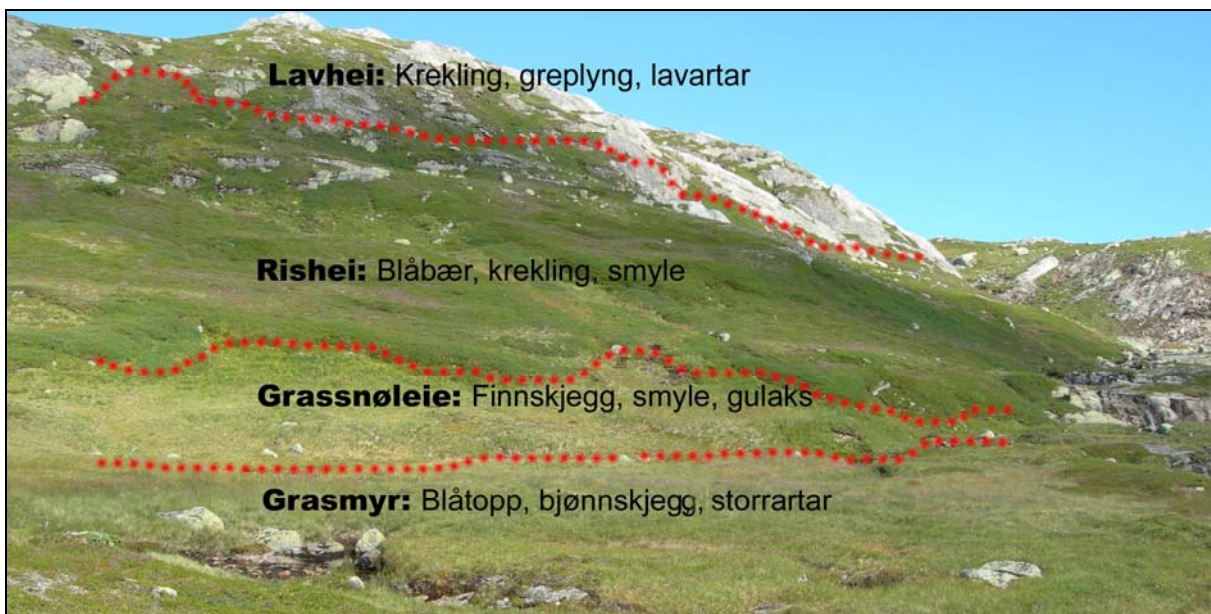 Lavhei: Krekling, greplyng, lavartar
Rishei: Blåbær, krekling, smyle
Grassnøleie: Finnskjegg, smyle, gulaks
Grasmyr: Blåtopp, bjønnskjegg, storrartar